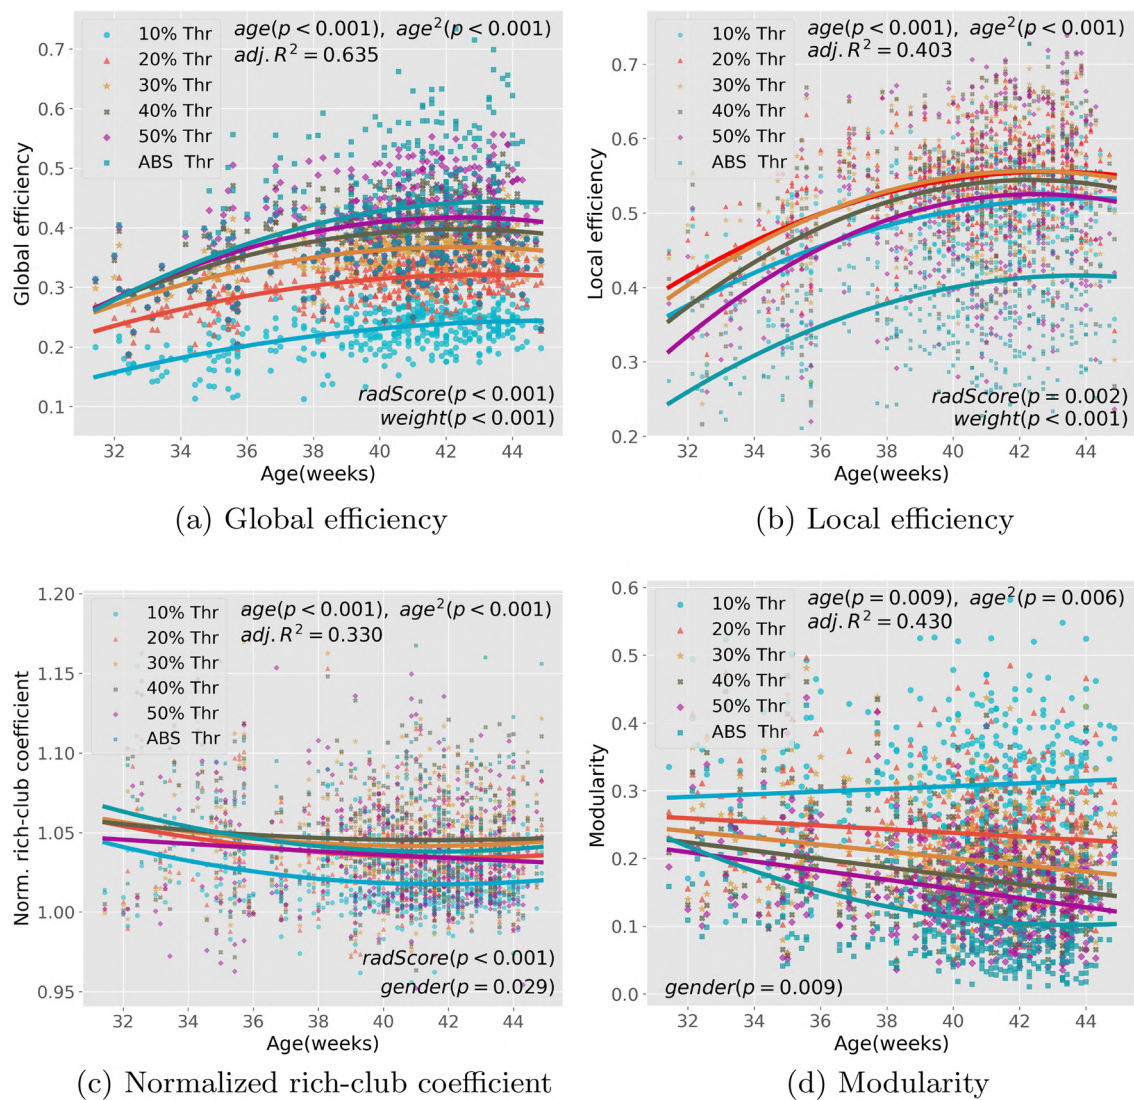 10% Thr
20% Thr
30% Thr
40% Thr
50% Thr
ABS Thr
age(p < 0.001), age²(p < 0.001)
adj. R² = 0.635
radScore(p < 0.001)
weight(p < 0.001)
Global efficiency
0.7
0.6
0.5
0.4
0.3
0.2
0.1
32 34 36 38 40 42 44
Age(weeks)
(a) Global efficiency
10% Thr
20% Thr
30% Thr
40% Thr
50% Thr
ABS Thr
age(p < 0.001), age²(p < 0.001)
adj. R² = 0.403
radScore(p = 0.002)
weight(p < 0.001)
Local efficiency
0.7
0.6
0.5
0.4
0.3
0.2
32 34 36 38 40 42 44
Age(weeks)
(b) Local efficiency
10% Thr
20% Thr
30% Thr
40% Thr
50% Thr
ABS Thr
age(p < 0.001), age²(p < 0.001)
adj. R² = 0.330
radScore(p < 0.001)
gender(p = 0.029)
Norm. rich-club coefficient
1.20
1.15
1.10
1.05
1.00
0.95
32 34 36 38 40 42 44
Age(weeks)
(c) Normalized rich-club coefficient
10% Thr
20% Thr
30% Thr
40% Thr
50% Thr
ABS Thr
age(p = 0.009), age²(p = 0.006)
adj. R² = 0.430
gender(p = 0.009)
Modularity
0.6
0.5
0.4
0.3
0.2
0.1
0.0
32 34 36 38 40 42 44
Age(weeks)
(d) Modularity